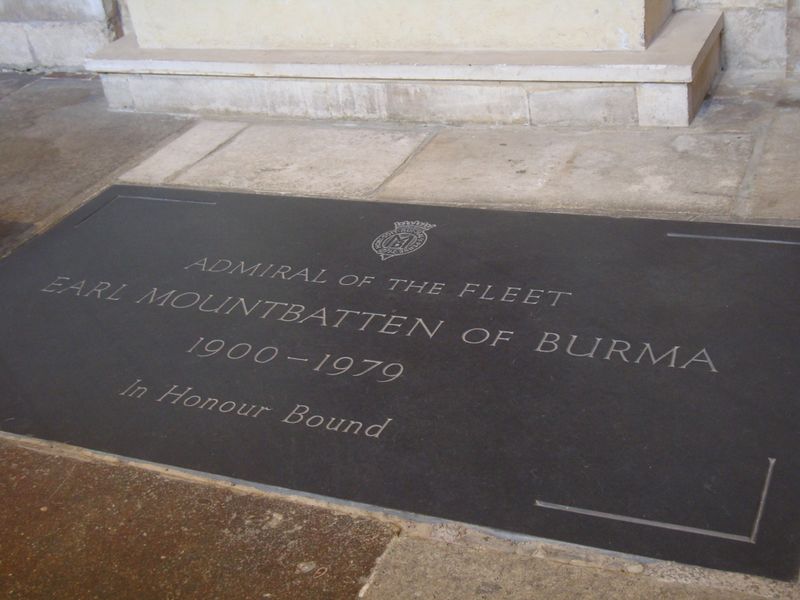 ADMIRAL OF THE FLEET
EARL MOUNTBATTEN OF BURMA
1900–1979
In Honour Bound